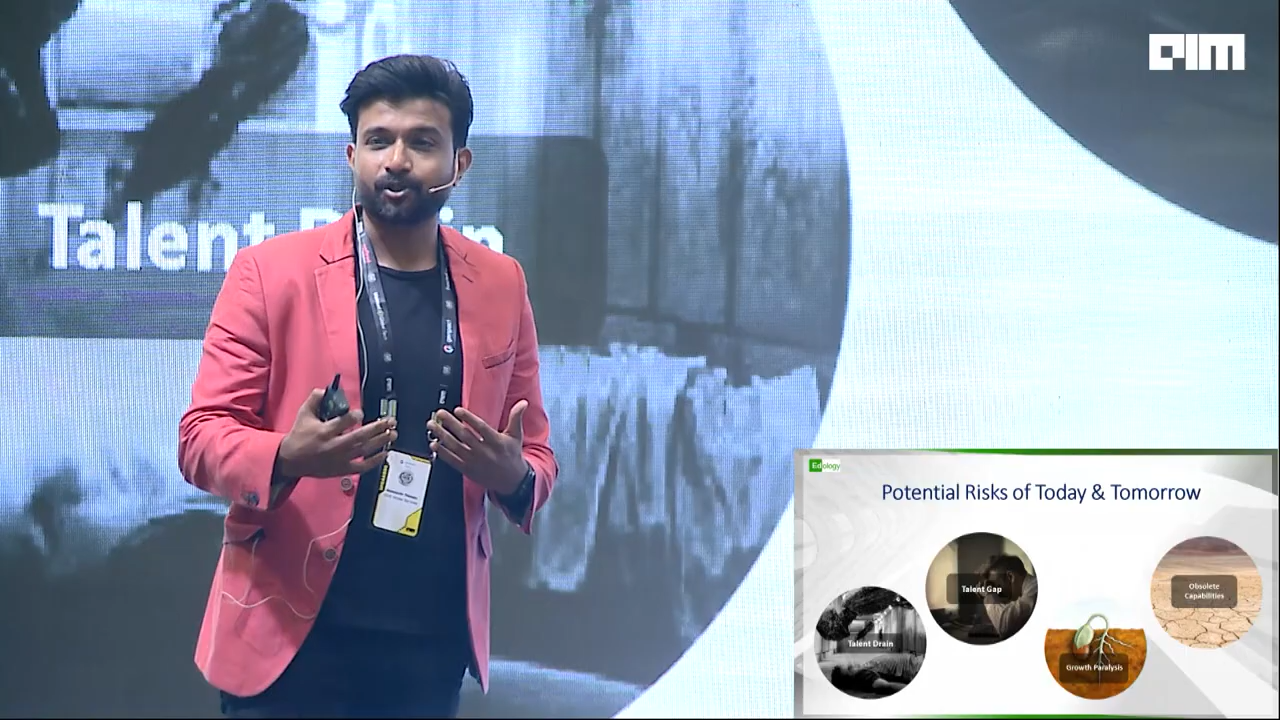 AIM
Talent
Edology
Potential Risks of Today & Tomorrow
Talent Gap
Obsolete
Capabilities
Talent Drain
Growth Paralysis